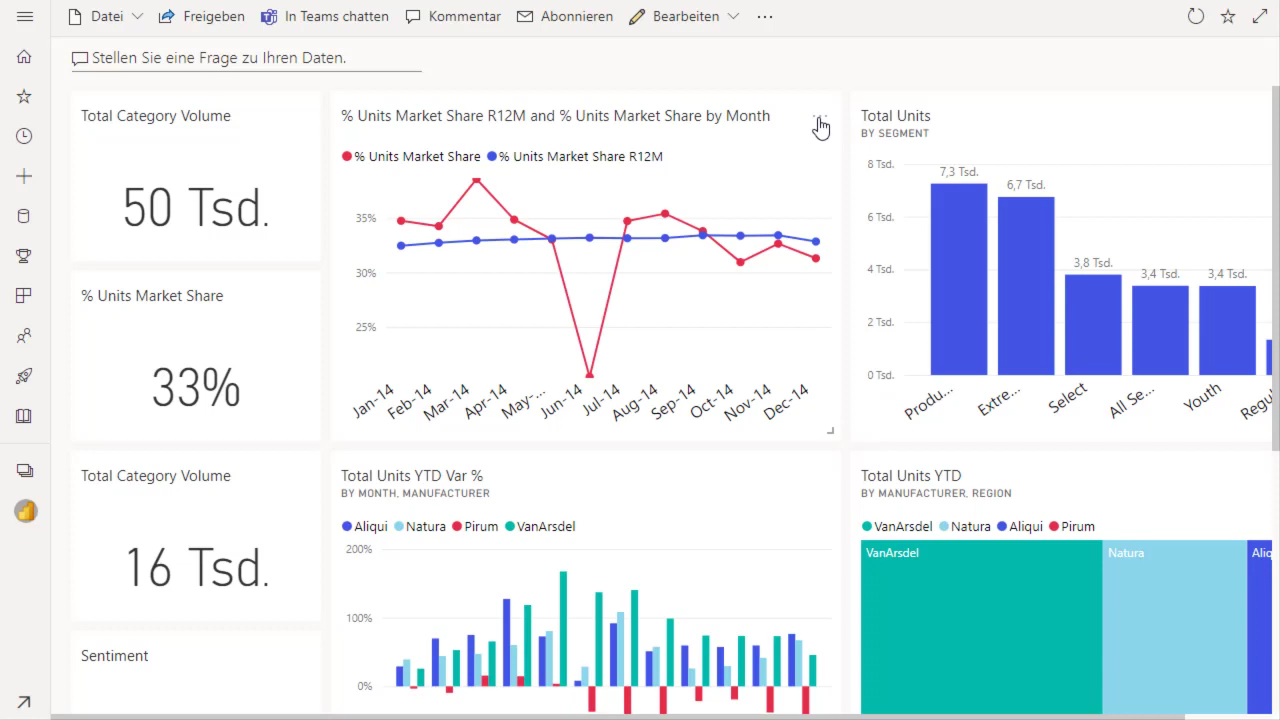 Datei Freigeben In Teams chatten Kommentar Abonnieren Bearbeiten ...
Stellen Sie eine Frage zu Ihren Daten.
Total Category Volume
50 Tsd.
% Units Market Share
33%
Total Category Volume
16 Tsd.
Sentiment
% Units Market Share R12M and % Units Market Share by Month
% Units Market Share % Units Market Share R12M
35%
30%
25%
Jan-14 Feb-14 Mar-14 Apr-14 May-... Jun-14 Jul-14 Aug-14 Sep-14 Oct-14 Nov-14 Dec-14
Total Units
BY SEGMENT
8 Tsd.
6 Tsd.
4 Tsd.
2 Tsd.
0 Tsd.
7,3 Tsd. 6,7 Tsd. 3,8 Tsd. 3,4 Tsd. 3,4 Tsd.
Produ... Extre... Select All Se... Youth Regu
Total Units YTD Var %
BY MONTH, MANUFACTURER
Aliqui Natura Pirum VanArsdel
200%
100%
0%
Total Units YTD
BY MANUFACTURER, REGION
VanArsdel Natura Aliqui Pirum
VanArsdel Natura Aliq